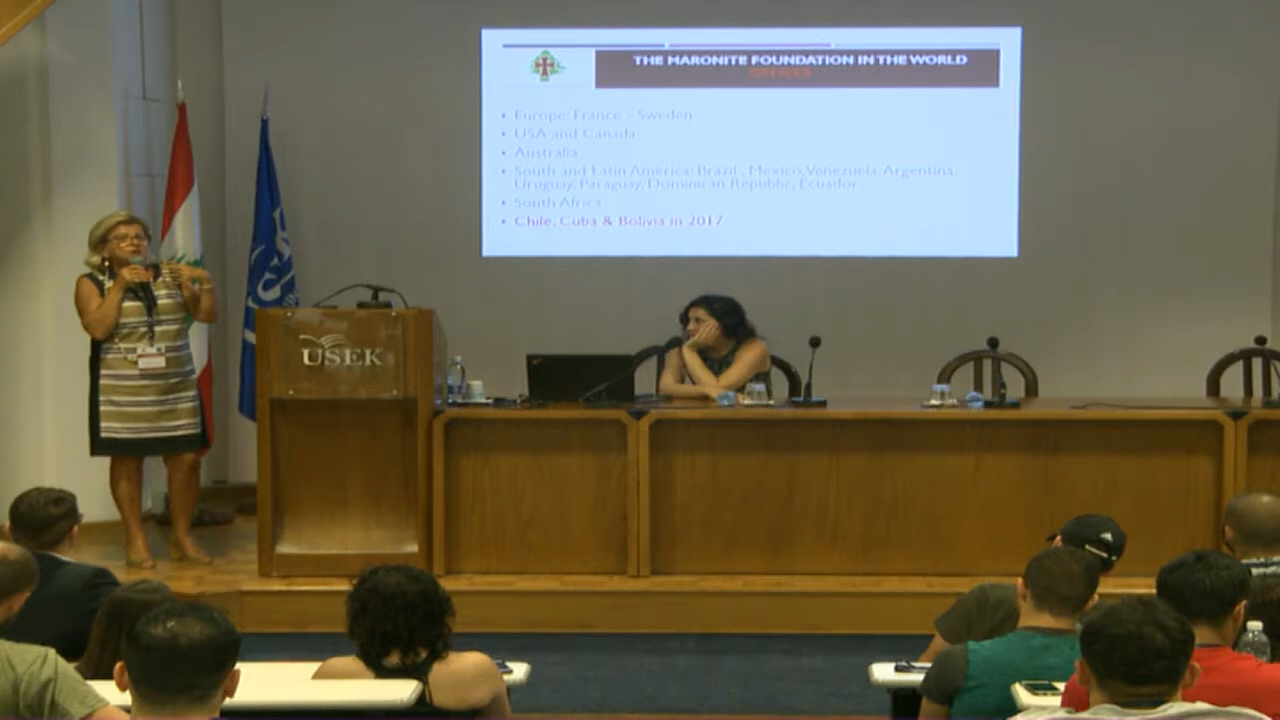 THE MARONITE FOUNDATION IN THE WORLD
OFFICES
• Europe: France - Sweden
• USA and Canada
• Australia
• South and Latin America: Brazil, Mexico, Venezuela, Argentina,
Uruguay, Paraguay, Dominican Republic, Ecuador
• South Africa
• Chile, Cuba & Bolivia in 2017
USEK